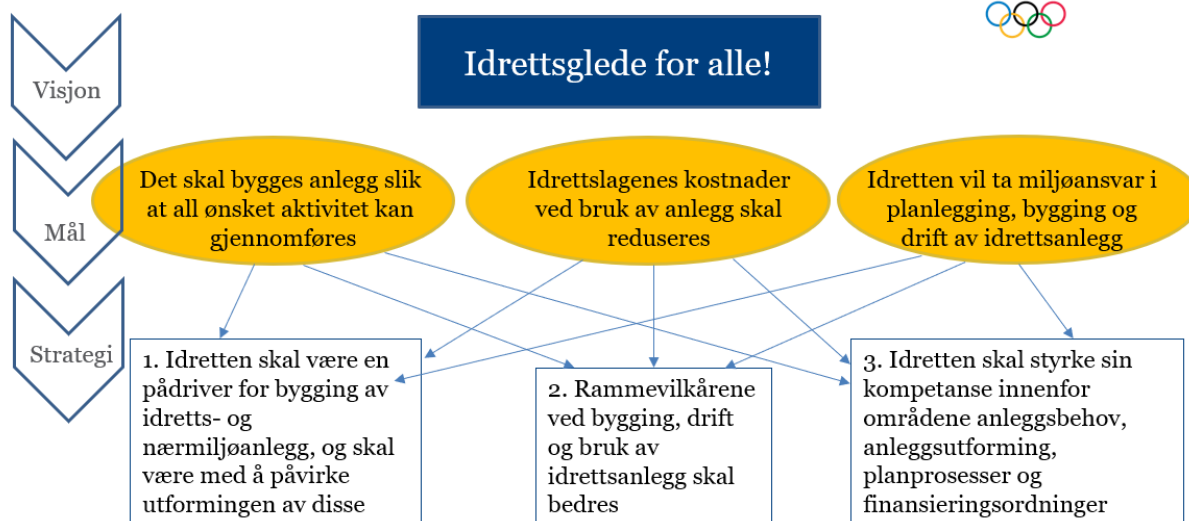 Visjon
Idrettsglede for alle!
Mål
Det skal bygges anlegg slik
at all ønsket aktivitet kan
gjennomføres
Idrettslagenes kostnader
ved bruk av anlegg skal
reduseres
Idretten vil ta miljøansvar i
planlegging, bygging og
drift av idrettsanlegg
Strategi
1. Idretten skal være en
pådriver for bygging av
idretts- og
nærmiljøanlegg, og skal
være med å påvirke
utformingen av disse
2. Rammevilkårene
ved bygging, drift
og bruk av
idrettsanlegg skal
bedres
3. Idretten skal styrke sin
kompetanse innenfor
områdene anleggsbehov,
anleggsutforming,
planprosesser og
finansieringsordninger